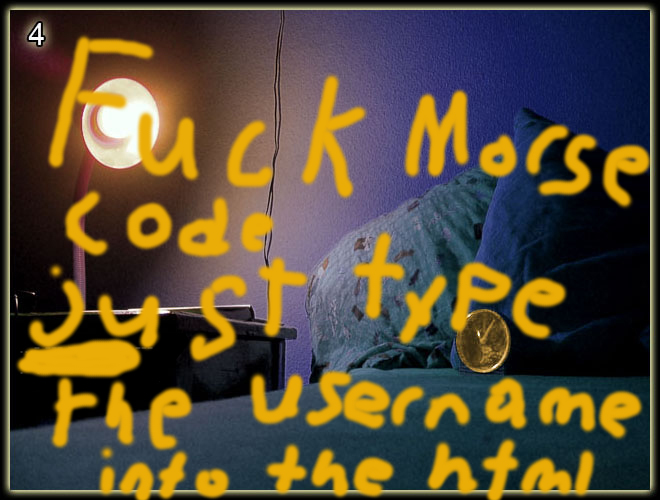 4
Fuck Morse
code
just type
the username
into the html